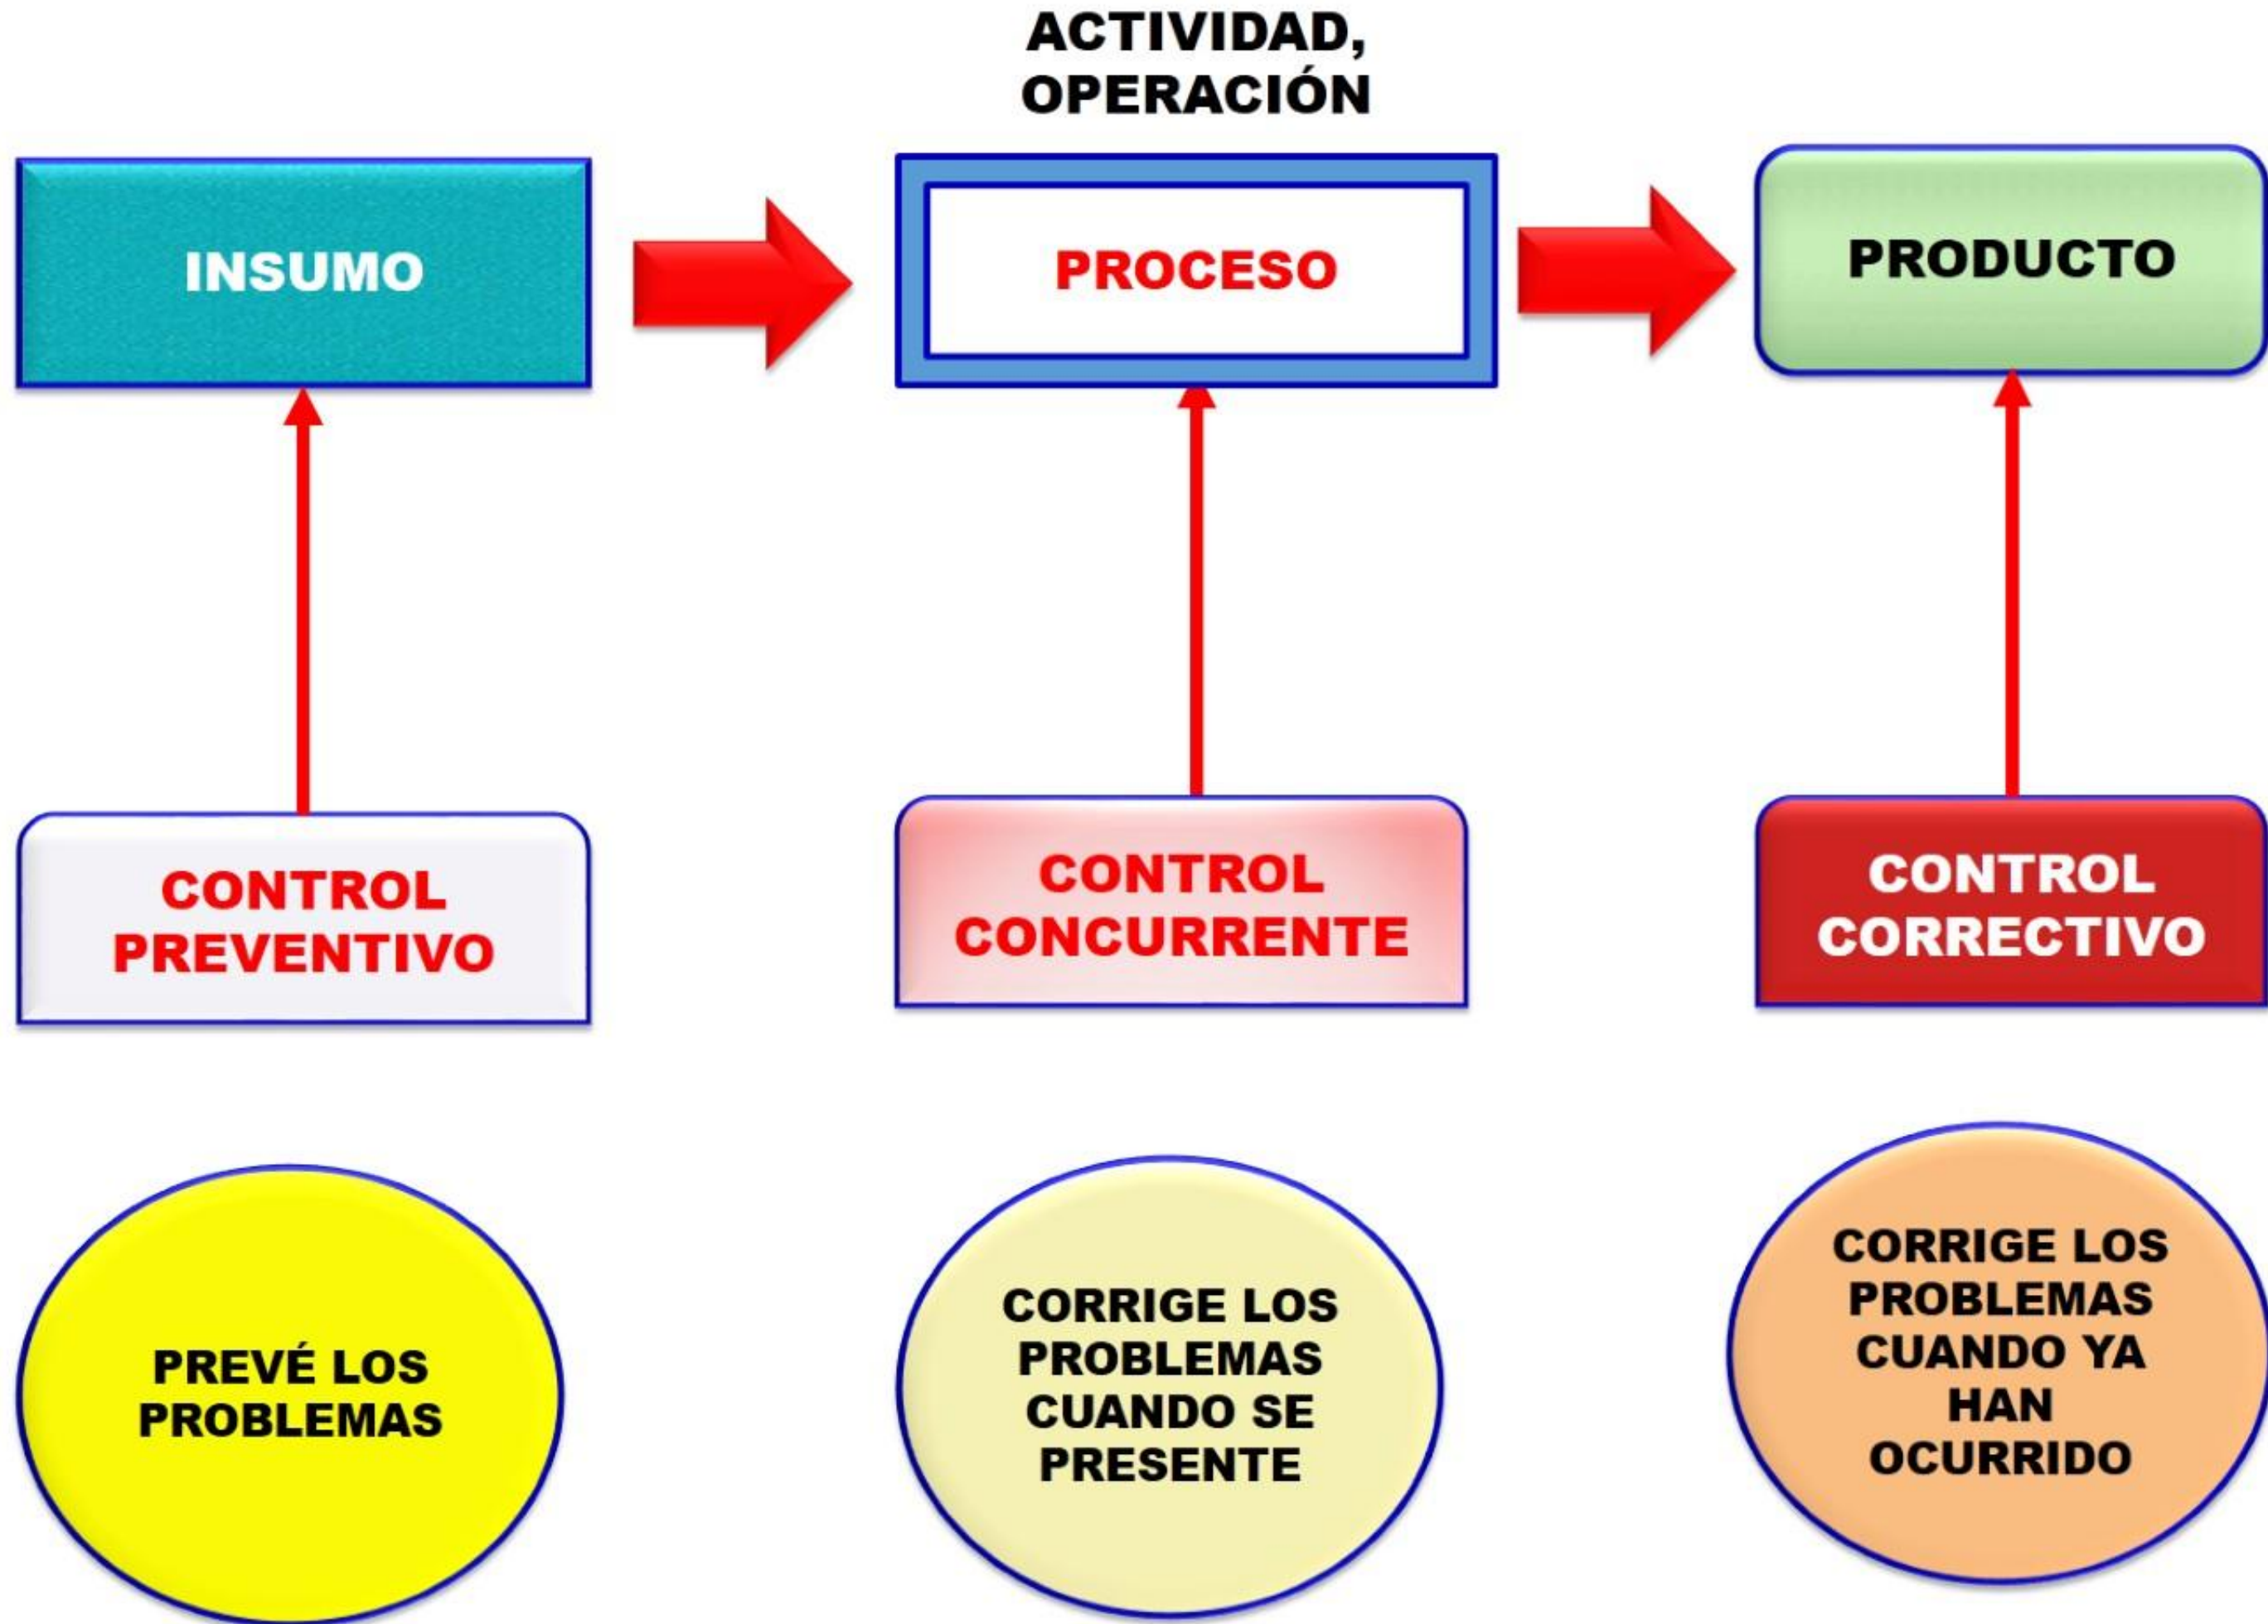 ACTIVIDAD,
OPERACIÓN
INSUMO
PROCESO
PRODUCTO
CONTROL
PREVENTIVO
CONTROL
CONCURRENTE
CONTROL
CORRECTIVO
PREVÉ LOS
PROBLEMAS
CORRIGE LOS
PROBLEMAS
CUANDO SE
PRESENTE
CORRIGE LOS
PROBLEMAS
CUANDO YA
HAN
OCURRIDO